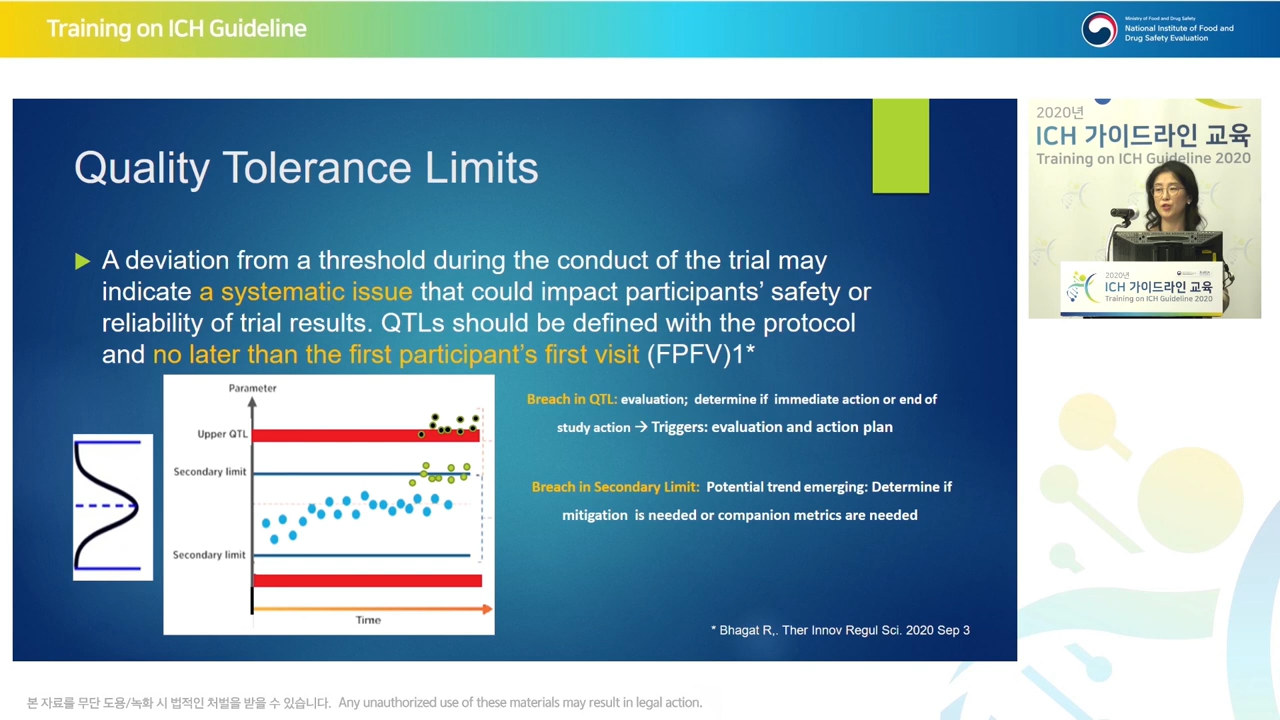 Training on ICH Guideline
Ministry of Food and Drug Safety
National Institute of Food and
Drug Safety Evaluation
Quality Tolerance Limits
A deviation from a threshold during the conduct of the trial may
indicate a systematic issue that could impact participants' safety or
reliability of trial results. QTLs should be defined with the protocol
and no later than the first participant's first visit (FPFV)1*
Parameter
Upper QTL
Secondary limit
Secondary limit
Time
Breach in QTL: evaluation; determine if immediate action or end of
study action → Triggers: evaluation and action plan
Breach in Secondary Limit: Potential trend emerging: Determine if
mitigation is needed or companion metrics are needed
* Bhagat R,. Ther Innov Regul Sci. 2020 Sep 3
2020년
ICH 가이드라인 교육
Training on ICH Guideline 2020
2020년
ICH 가이드라인 교육
Training on ICH Guideline 2020
본 자료를 무단 도용/녹화 시 법적인 처벌을 받을 수 있습니다. Any unauthorized use of these materials may result in legal action.